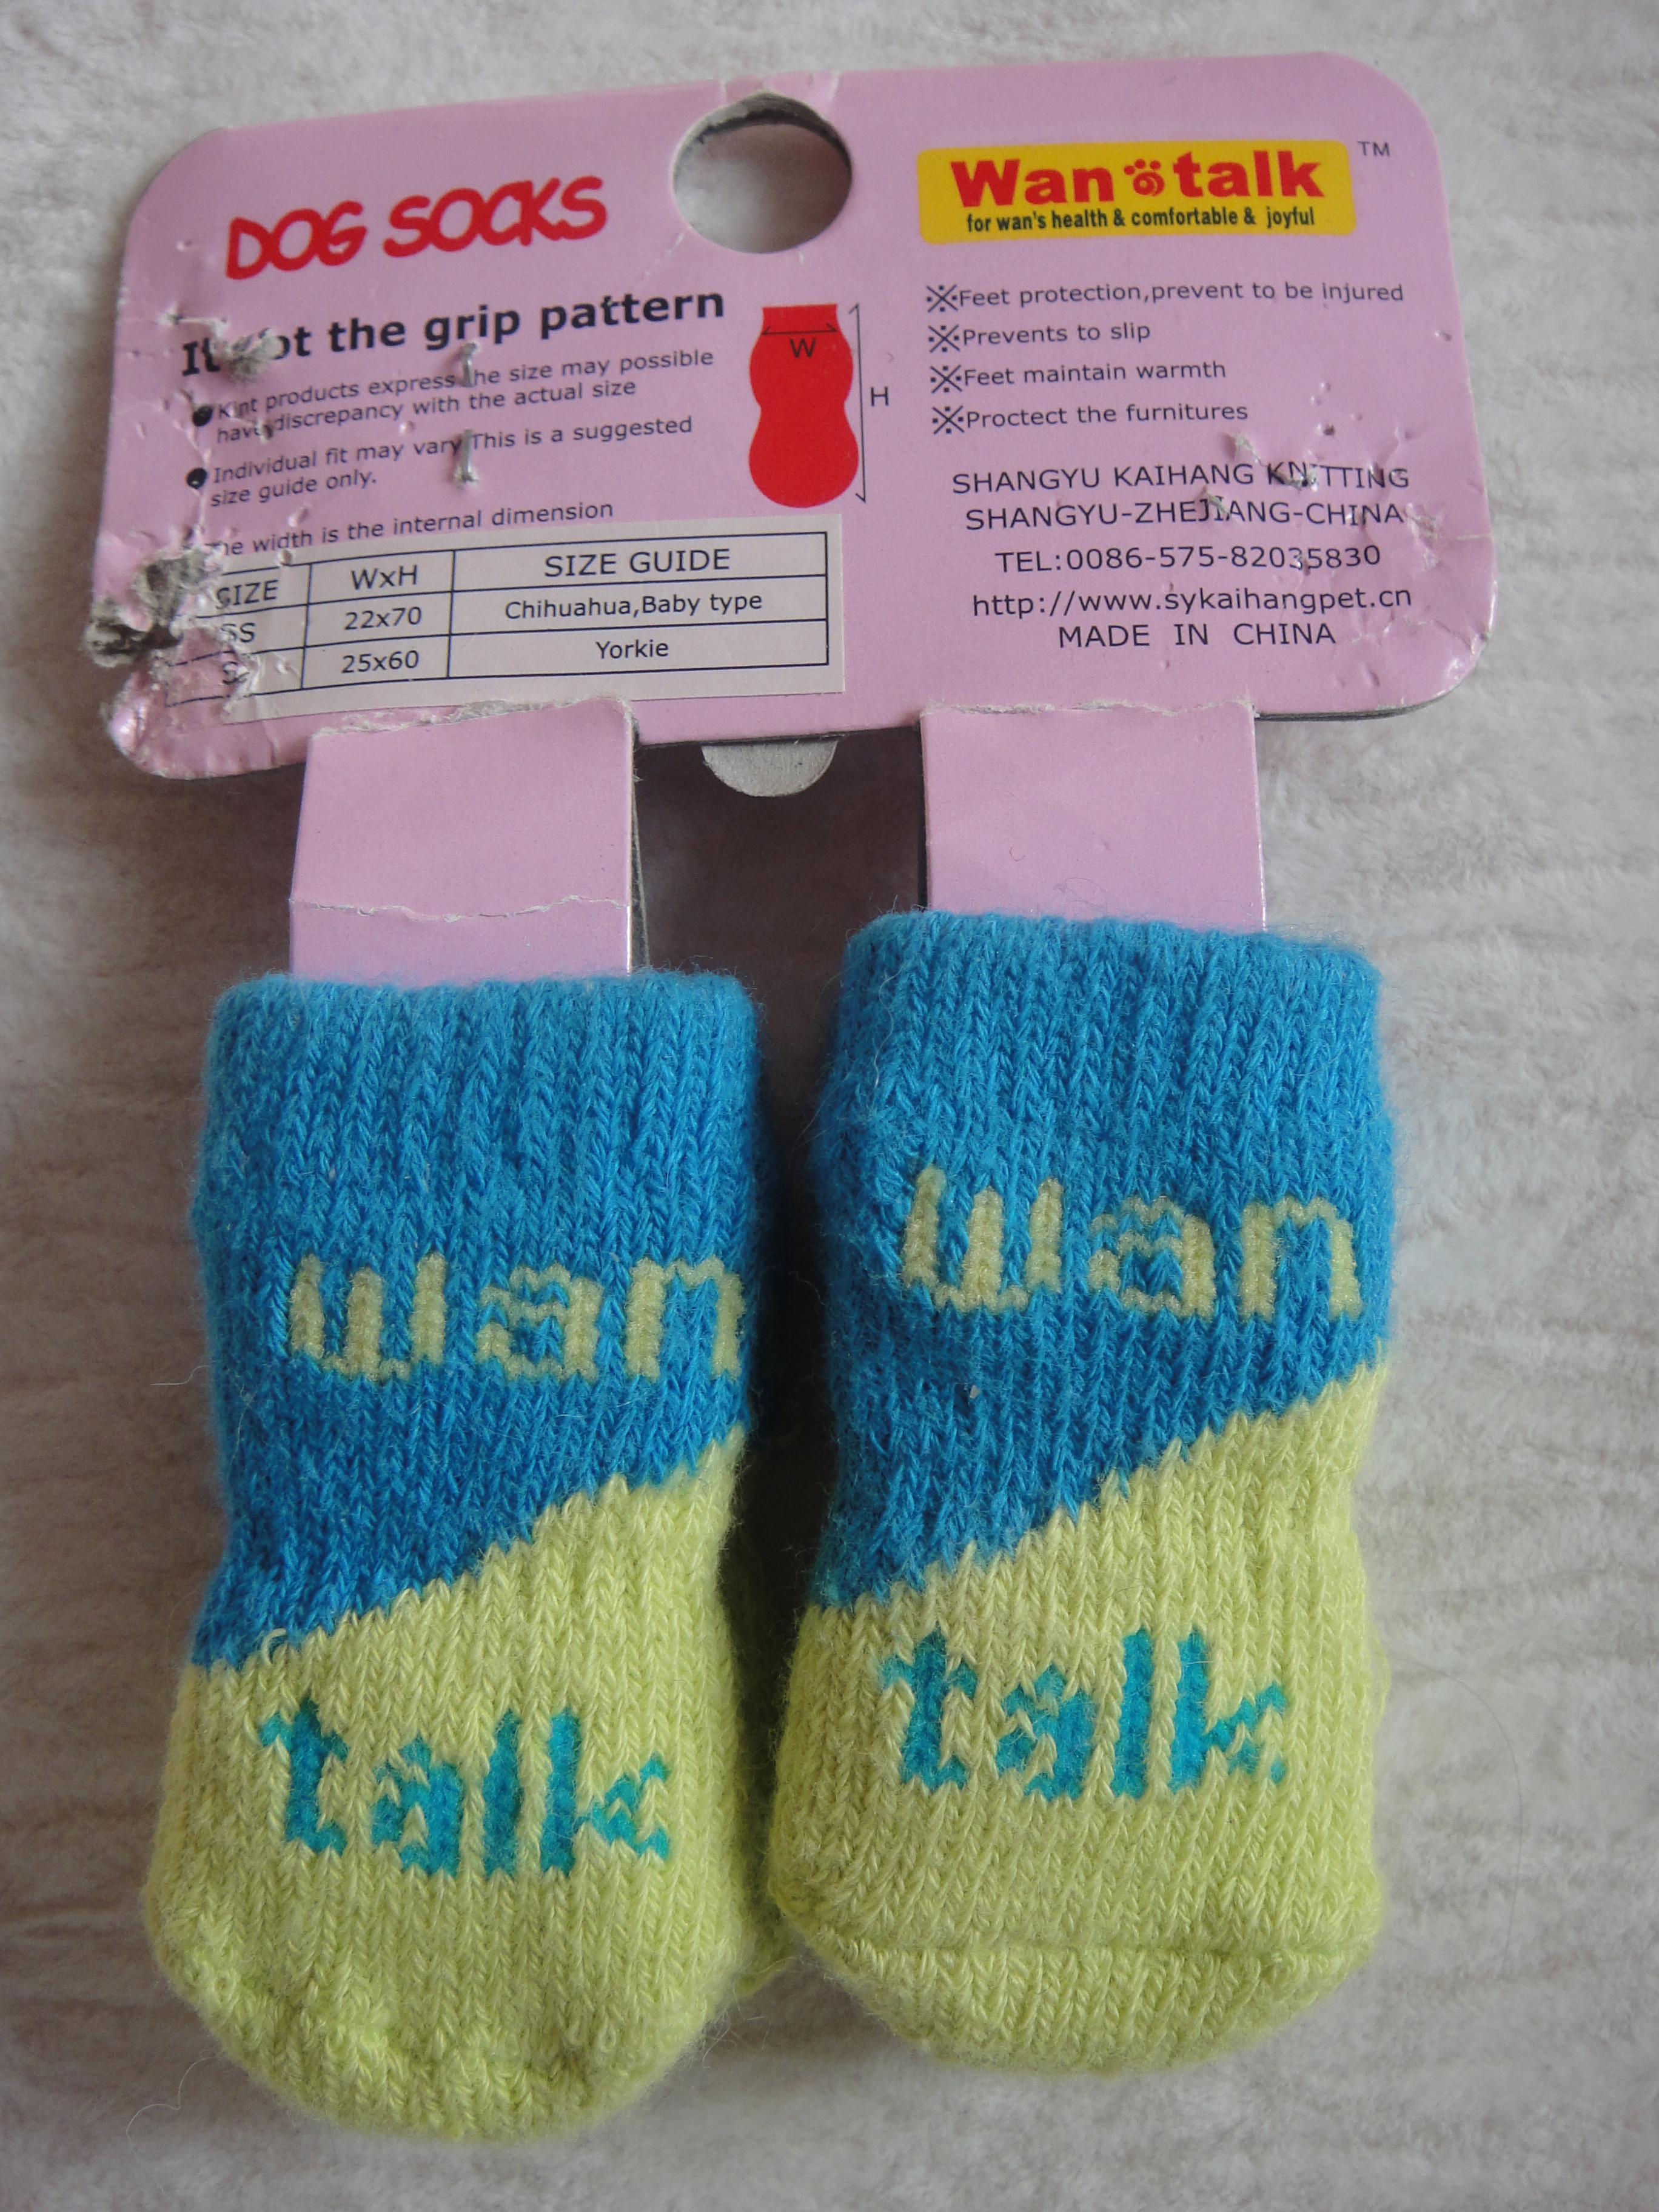 DOG SOCKS
the grip pattern
Kint products express the size may possible
have discrepancy with the actual size
Individual fit may vary This is a suggested
size guide only.
width is the internal dimension
SIZE WxH SIZE GUIDE
SS 22x70 Chihuahua,Baby type
S 25x60 Yorkie
W
H
Wan talk TM
for wan's health & comfortable & joyful
※Feet protection,prevent to be injured
※Prevents to slip
※Feet maintain warmth
※Proctect the furnitures
SHANGYU KAIHANG KNITTING
SHANGYU-ZHEJIANG-CHINA
TEL:0086-575-82035830
http://www.sykaihangpet.cn
MADE IN CHINA
wan
talk
wan
talk